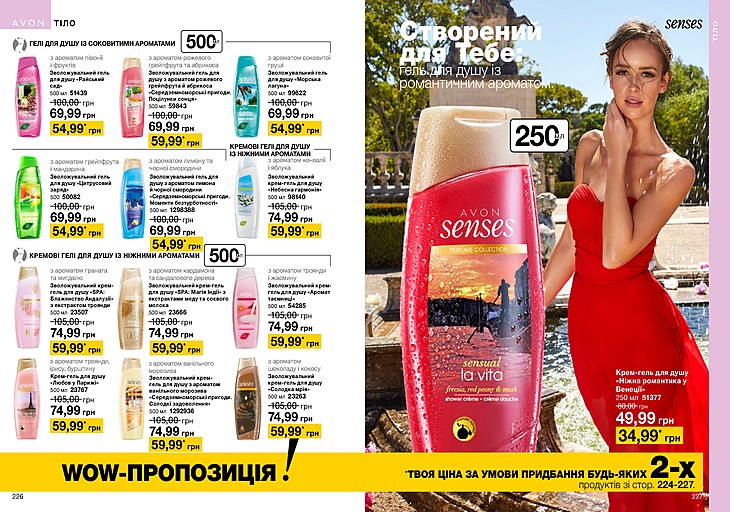 AVON ТІЛО
ГЕЛІ ДЛЯ ДУШУ ІЗ СОКОВИТИМИ АРОМАТАМИ 500мл
з ароматом півонії
й фруктів
Зволожувальний гель
для душу «Райський
сад»
500 мл 51439
100,00 грн
69,99 грн
54,99* грн
з ароматом рожевого
грейпфрута та абрикоса
Зволожувальний гель для
душу з ароматом рожевого
грейпфрута й абрикоса
«Середземноморські пригоди.
Поцілунки сонця»
500 мл 59843
100,00 грн
69,99 грн
59,99* грн
з ароматом соковитої
груші
Зволожувальний гель
для душу «Морська
лагуна»
500 мл 99622
100,00 грн
69,99 грн
54,99* грн
з ароматом грейпфрута
і мандарина
Зволожувальний гель
для душу «Цитрусовий
заряд»
500 50082
100,00 грн
69,99 грн
54,99* грн
з ароматом лимону та
чорної смородини
Зволожувальний гель для
душу з ароматом лимона
й чорної смородини
«Середземноморські пригоди.
Моменти безтурботності»
500 мл 1298388
100,00 грн
69,99 грн
54,99* грн
КРЕМОВІ ГЕЛІ ДЛЯ ДУШУ
ІЗ НІЖНИМИ АРОМАТАМИ
з ароматом конвалії
і яблука
Зволожувальний
крем-гель для душу
«Небесна гармонія»
500 мл 98140
105,00 грн
74,99 грн
59,99* грн
КРЕМОВІ ГЕЛІ ДЛЯ ДУШУ ІЗ НІЖНИМИ АРОМАТАМИ 500мл
з ароматом граната
та мигдалю
Зволожувальний крем-
гель для душу «SPA:
Блаженство Андалузії»
з екстрактом троянди
500 мл 23507
105,00 грн
74,99 грн
59,99* грн
з ароматом кардамона
та сандалового дерева
Зволожувальний крем-гель
для душу «SPA: Магія Індії» з
екстрактами меду та соєвого
молока
500 мл 23666
105,00 грн
74,99 грн
59,99* грн
з ароматом троянди
і жасмину
Зволожувальний крем-
гель для душу «Аромат
таємниці»
500 мл 54285
105,00 грн
74,99 грн
59,99* грн
з ароматом троянди,
ірису, бурштину
Крем-гель для душу
«Любов у Парижі»
500 мл 23767
105,00 грн
74,99 грн
59,99* грн
з ароматом ванільного
морозива
Зволожувальний крем-
гель для душу з ароматом
ванільного морозива
«Середземноморські пригоди.
Солодкі задоволення»
500 мл 1292936
105,00 грн
74,99 грн
59,99* грн
з ароматом
шоколаду і кокосу
Зволожувальний
крем-гель для душу
«Солодка мрія»
500 мл 23263
105,00 грн
74,99 грн
59,99* грн
WOW-ПРОПОЗИЦІЯ!
226
Створений
для Тебе:
гель для душу із
романтичним ароматом
senses
ТІЛО
250мл
AVON
senses
PERFUME COLLECTION
sensual
la vita
freesia, red peony & musk
shower crème • crème douche
Крем-гель для душу
«Ніжна романтика у
Венеції»
250 мл 51377
80,00 грн
49,99 грн
34,99* грн
*ТВОЯ ЦІНА ЗА УМОВИ ПРИДБАННЯ БУДЬ-ЯКИХ 2-х
продуктів зі стор. 224-227.
227